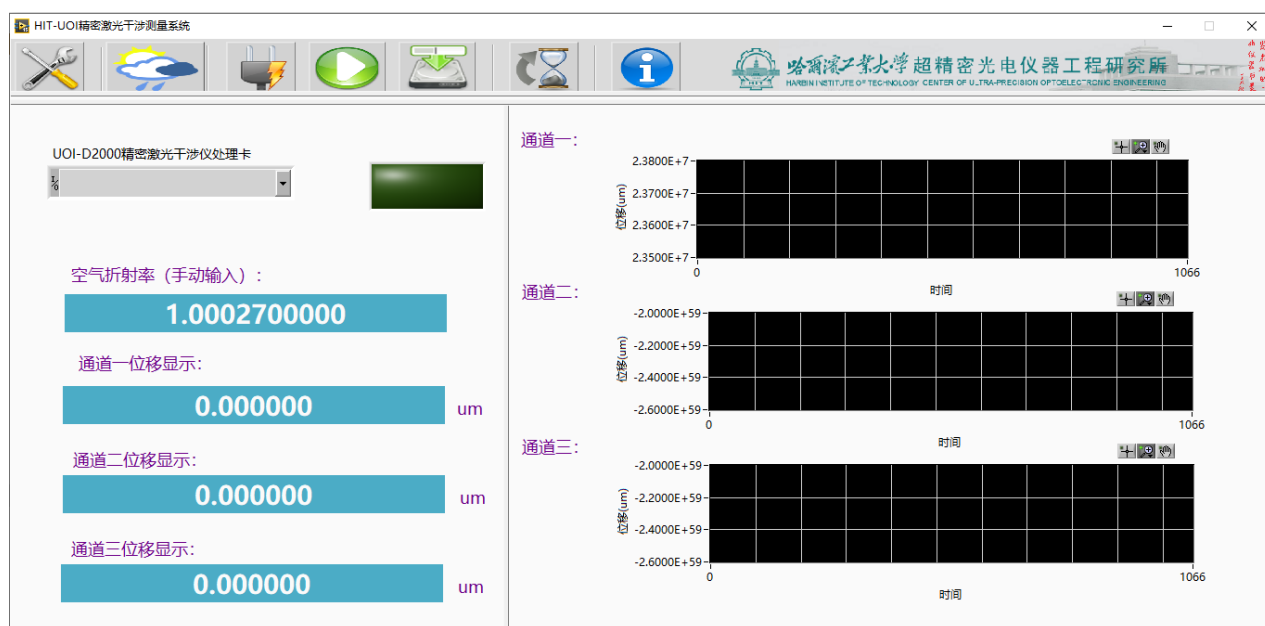 HIT-UOI精密激光干涉测量系统
哈尔滨工业大学超精密光电仪器工程研究所
HARBIN INSTITUTE OF TECHNOLOGY CENTER OF ULTRA-PRECISION OPTOELECTRONIC ENGINEERING
UOI-D2000精密激光干涉仪处理卡
I/O
空气折射率（手动输入）:
1.0002700000
通道一位移显示:
0.000000 um
通道二位移显示:
0.000000 um
通道三位移显示:
0.000000 um
通道一:
位移(um)
2.3800E+7
2.3700E+7
2.3600E+7
2.3500E+7
0 1066
时间
通道二:
位移(um)
-2.0000E+59
-2.2000E+59
-2.4000E+59
-2.6000E+59
0 1066
时间
通道三:
位移(um)
-2.0000E+59
-2.2000E+59
-2.4000E+59
-2.6000E+59
0 1066
时间